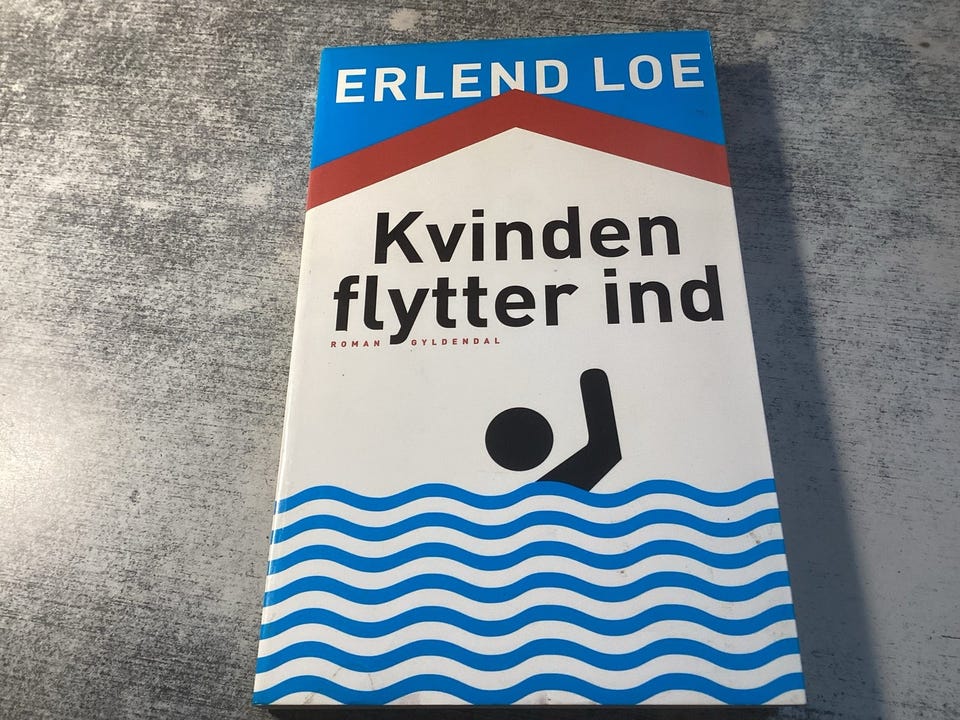 ERLEND LOE
Kvinden
flytter ind
ROMAN GYLDENDAL